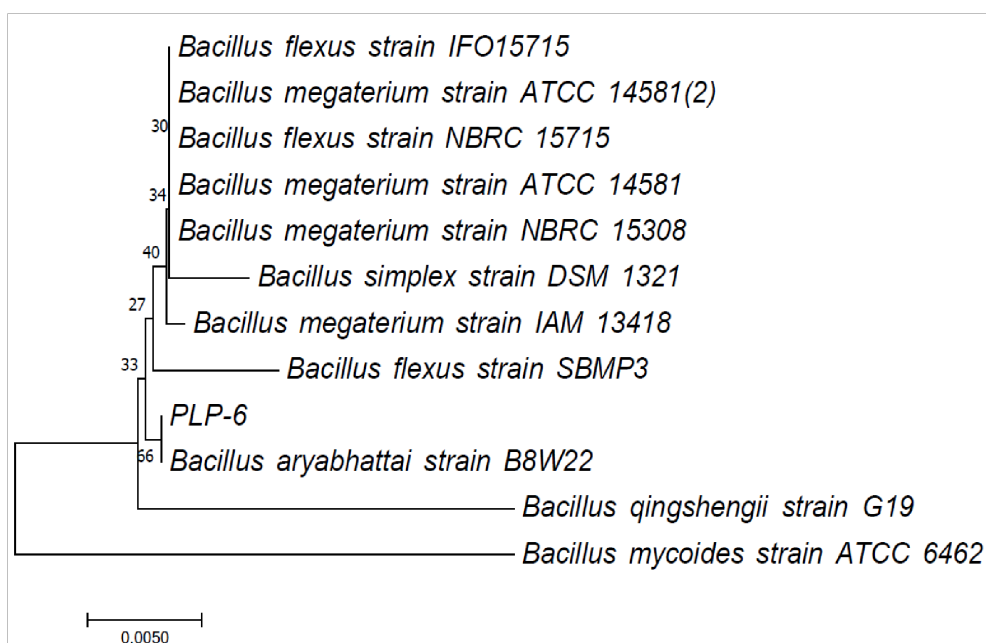 Bacillus flexus strain IFO15715
Bacillus megaterium strain ATCC 14581(2)
30
Bacillus flexus strain NBRC 15715
Bacillus megaterium strain ATCC 14581
34
Bacillus megaterium strain NBRC 15308
40
Bacillus simplex strain DSM 1321
27
Bacillus megaterium strain IAM 13418
33
Bacillus flexus strain SBMP3
PLP-6
66
Bacillus aryabhattai strain B8W22
Bacillus qingshengii strain G19
Bacillus mycoides strain ATCC 6462
0.0050